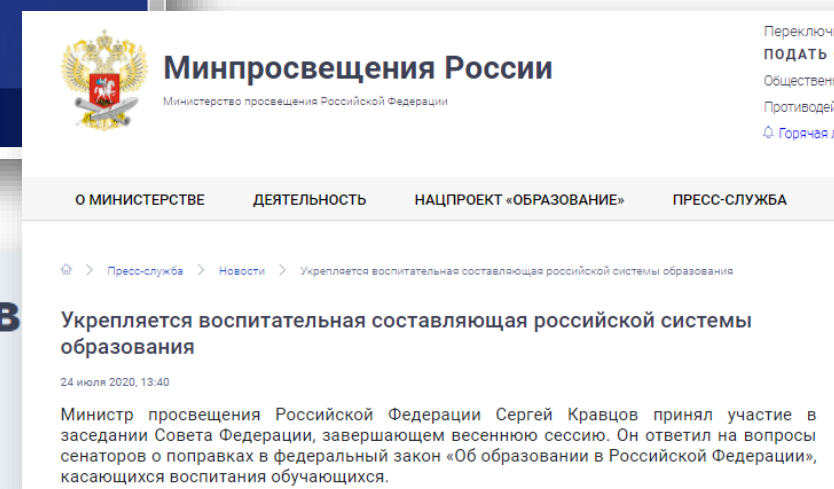 Минпросвещения России
Министерство просвещения Российской Федерации
ПОДАТЬ
Горячая
О МИНИСТЕРСТВЕ ДЕЯТЕЛЬНОСТЬ НАЦПРОЕКТ «ОБРАЗОВАНИЕ» ПРЕСС-СЛУЖБА
Пресс-служба > Новости > Укрепляется воспитательная составляющая российской системы образования
В
Укрепляется воспитательная составляющая российской системы
образования
24 июля 2020, 13:40
Министр просвещения Российской Федерации Сергей Кравцов принял участие в
заседании Совета Федерации, завершающем весеннюю сессию. Он ответил на вопросы
сенаторов о поправках в федеральный закон «Об образовании в Российской Федерации»,
касающихся воспитания обучающихся.